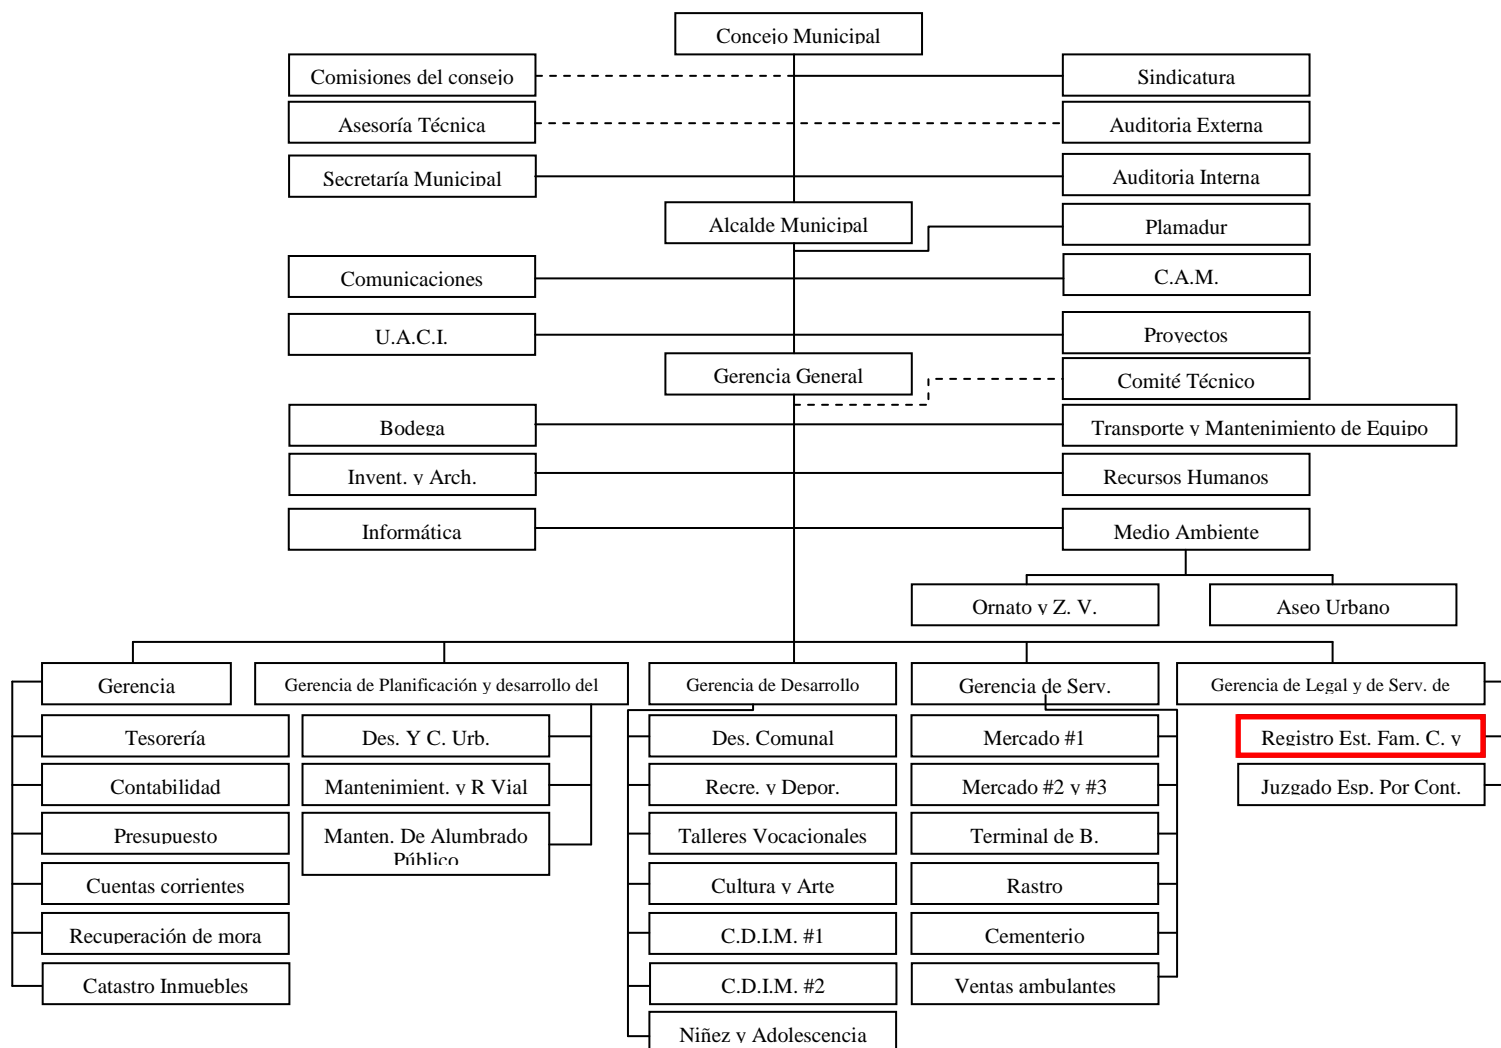 Concejo Municipal
Comisiones del consejo
Sindicatura
Asesoría Técnica
Auditoria Externa
Secretaría Municipal
Auditoria Interna
Alcalde Municipal
Plamadur
Comunicaciones
C.A.M.
U.A.C.I.
Proyectos
Gerencia General
Comité Técnico
Bodega
Transporte y Mantenimiento de Equipo
Invent. y Arch.
Recursos Humanos
Informática
Medio Ambiente
Ornato y Z. V.
Aseo Urbano
Gerencia
Gerencia de Planificación y desarrollo del
Gerencia de Desarrollo
Gerencia de Serv.
Gerencia de Legal y de Serv. de
Tesorería
Des. Y C. Urb.
Des. Comunal
Mercado #1
Registro Est. Fam. C. y
Contabilidad
Mantenimient. y R Vial
Recre. y Depor.
Mercado #2 y #3
Juzgado Esp. Por Cont.
Presupuesto
Manten. De Alumbrado
Público
Talleres Vocacionales
Terminal de B.
Cuentas corrientes
Cultura y Arte
Rastro
Recuperación de mora
C.D.I.M. #1
Cementerio
Catastro Inmuebles
C.D.I.M. #2
Ventas ambulantes
Niñez y Adolescencia